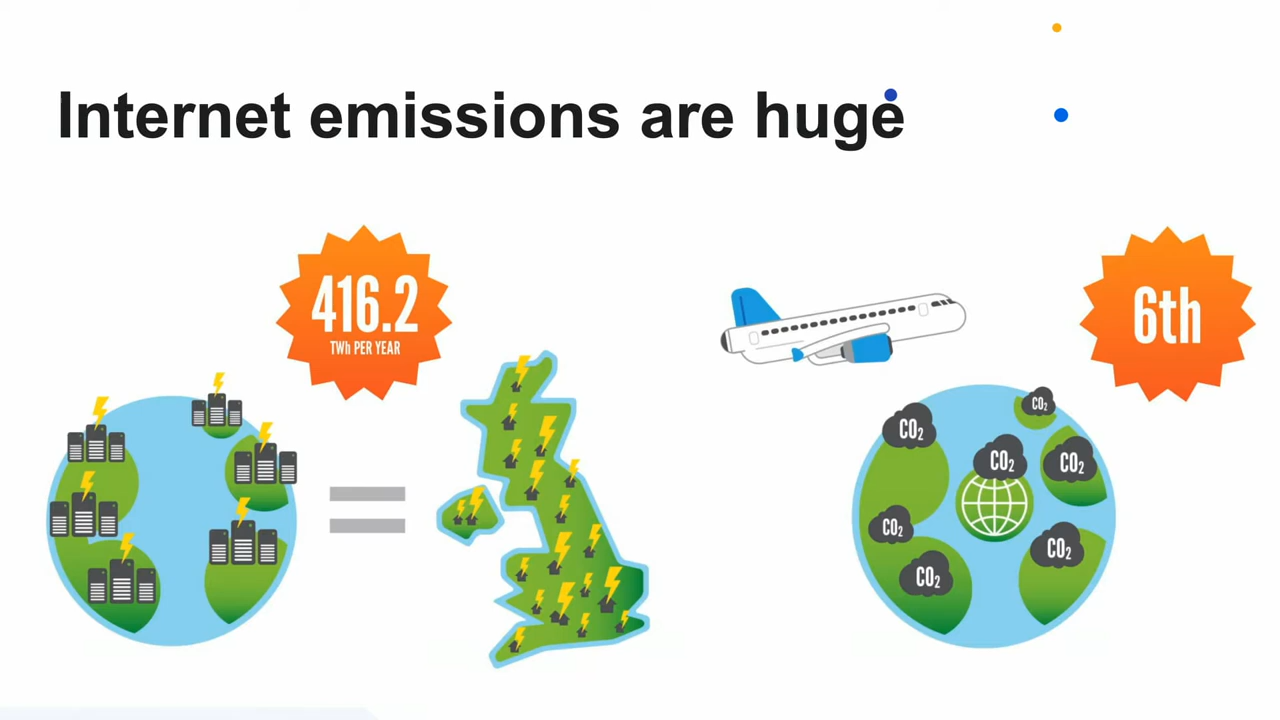 Internet emissions are huge
416.2
TWh PER YEAR
6th
CO₂
CO₂
CO₂
CO₂
CO₂
CO₂
CO₂